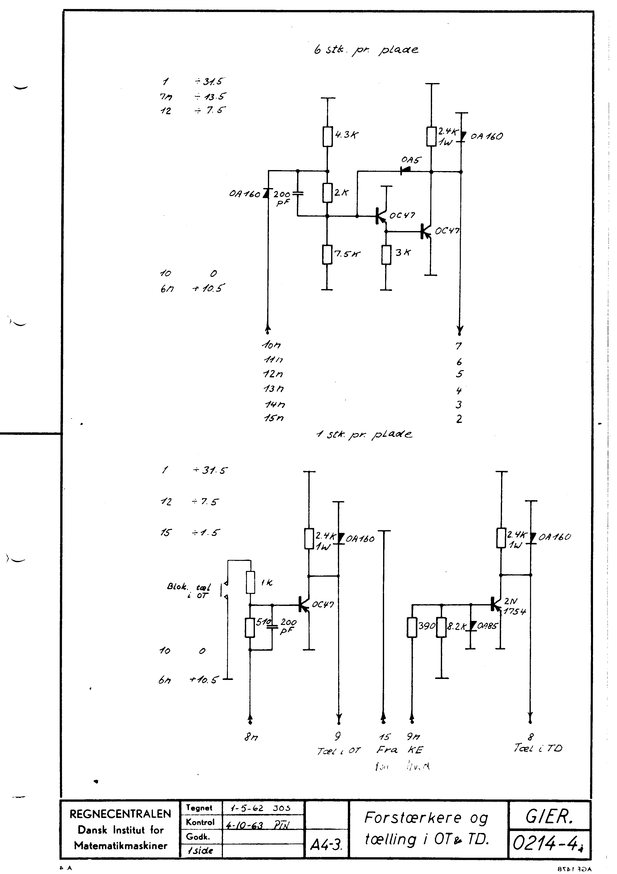 6 stk. pr. plade
1 ÷31.5
7n ÷13.5
12 ÷7.5
4.3K
2.4K
1W
OA160
OA5
OA160
200
pF
2K
OC47
OC47
7.5K
3K
10 0
6n +10.5
10n 7
11n 6
12n 5
13n 4
14n 3
15n 2
1 stk. pr. plade
1 ÷31.5
12 ÷7.5
15 ÷1.5
2.4K
1W
OA160
2.4K
1W
OA160
Blok. tæl
i OT
1K
OC47
2N
1754
510
200
pF
390
8.2K
OA85
10 0
6n +10.5
8n 9 15 9n 8
Tæl i OT Fra KE Tæl i TD
REGNECENTRALEN
Dansk Institut for
Matematikmaskiner
Tegnet 1-5-62 JOS
Kontrol 4-10-63 PTN
Godk.
1 side
A4-3.
Forstærkere og
tælling i OT & TD.
GIER.
0214-4.
A 4
AGF 1478